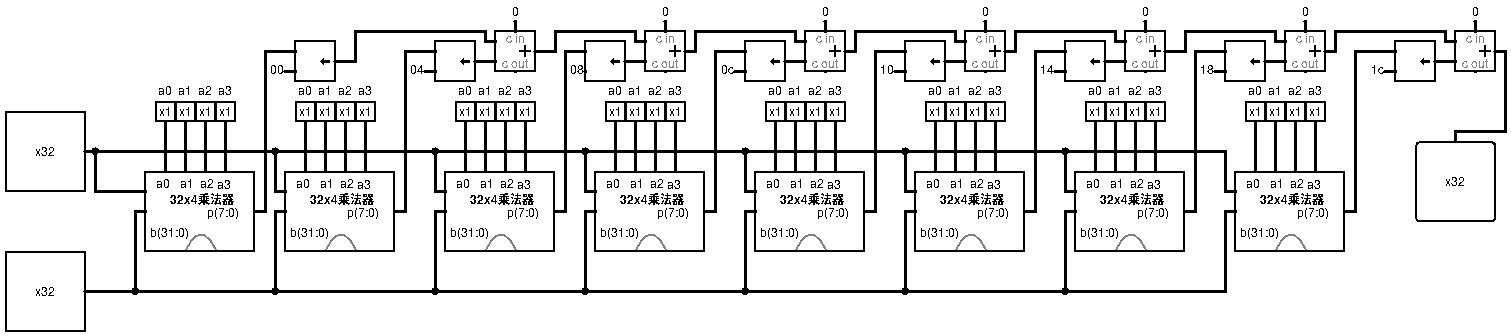 0 0 0 0 0 0 0
c in c in c in c in c in c in c in
+ + + + + + +
c out c out c out c out c out c out c out
00 04 08 0c 10 14 18 1c
a0 a1 a2 a3 a0 a1 a2 a3 a0 a1 a2 a3 a0 a1 a2 a3 a0 a1 a2 a3 a0 a1 a2 a3 a0 a1 a2 a3 a0 a1 a2 a3
x1 x1 x1 x1 x1 x1 x1 x1 x1 x1 x1 x1 x1 x1 x1 x1 x1 x1 x1 x1 x1 x1 x1 x1 x1 x1 x1 x1 x1 x1 x1 x1
x32
a0 a1 a2 a3 a0 a1 a2 a3 a0 a1 a2 a3 a0 a1 a2 a3 a0 a1 a2 a3 a0 a1 a2 a3 a0 a1 a2 a3 a0 a1 a2 a3
x32
32x4乘法器 32x4乘法器 32x4乘法器 32x4乘法器 32x4乘法器 32x4乘法器 32x4乘法器 32x4乘法器
p(7:0) p(7:0) p(7:0) p(7:0) p(7:0) p(7:0) p(7:0) p(7:0)
b(31:0) b(31:0) b(31:0) b(31:0) b(31:0) b(31:0) b(31:0) b(31:0)
x32